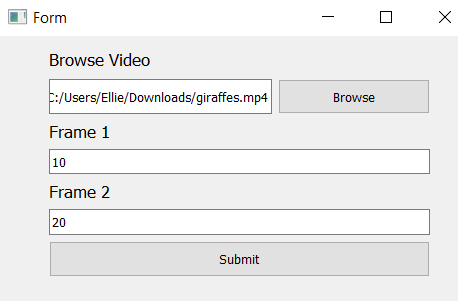 Form
Browse Video
C:/Users/Ellie/Downloads/giraffes.mp4 Browse
Frame 1
10
Frame 2
20
Submit